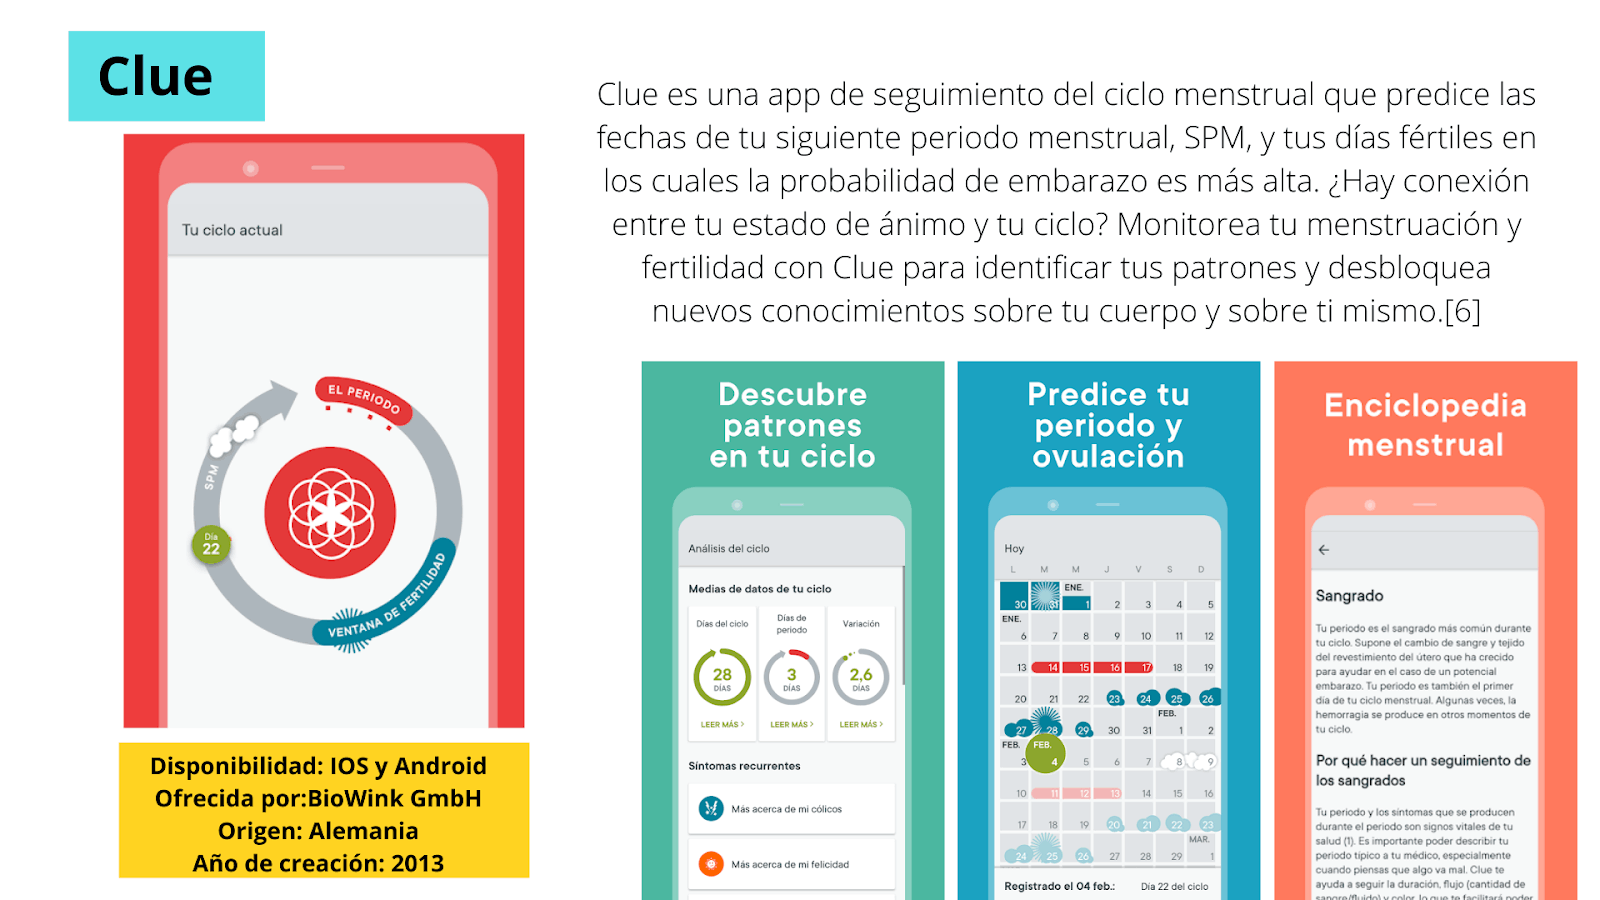 Clue
Clue es una app de seguimiento del ciclo menstrual que predice las
fechas de tu siguiente periodo menstrual, SPM, y tus días fértiles en
los cuales la probabilidad de embarazo es más alta. ¿Hay conexión
entre tu estado de ánimo y tu ciclo? Monitorea tu menstruación y
fertilidad con Clue para identificar tus patrones y desbloquea
nuevos conocimientos sobre tu cuerpo y sobre ti mismo.[6]
Tu ciclo actual
EL PERIODO
SPM
Día
22
VENTANA DE FERTILIDAD
Disponibilidad: IOS y Android
Ofrecida por:BioWink GmbH
Origen: Alemania
Año de creación: 2013
Descubre
patrones
en tu ciclo
Análisis del ciclo
Medias de datos de tu ciclo
Días del ciclo
28
DÍAS
LEER MÁS >
Días de
periodo
3
DÍAS
LEER MÁS >
Variación
2,6
DÍAS
LEER MÁS >
Síntomas recurrentes
Más acerca de mi cólicos
Más acerca de mi felicidad
Predice tu
periodo y
ovulación
Hoy
L M M J V S D
ENE.
30 31 1 2 3 4 5
ENE.
6 7 8 9 10 11 12
13 14 15 16 17 18 19
20 21 22 23 24 25 26
FEB.
27 28 29 30 31 1 2
FEB. FEB.
3 4 5 6 7 8 9
10 11 12 13 14 15 16
17 18 19 20 21 22 23
MAR.
24 25 26 27 28 29 1
Registrado el 04 feb.: Día 22 del ciclo
Enciclopedia
menstrual
Sangrado
Tu periodo es el sangrado más común durante
tu ciclo. Supone el cambio de sangre y tejido
del revestimiento del útero que ha crecido
para ayudar en el caso de un potencial
embarazo. Tu periodo es también el primer
día de tu ciclo menstrual. Algunas veces, la
hemorragia se produce en otros momentos de
tu ciclo.
Por qué hacer un seguimiento de
los sangrados
Tu periodo y los síntomas que se producen
durante el periodo son signos vitales de tu
salud (1). Es importante poder describir tu
periodo típico a tu médico, especialmente
cuando piensas que algo va mal. Clue te
ayuda a seguir la duración, flujo (cantidad de
sangre/fluido) y color, lo que te facilitará poder